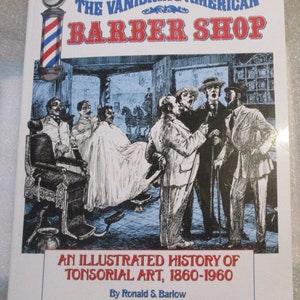 THE VANISHING AMERICAN
BARBER SHOP
AN ILLUSTRATED HISTORY OF
TONSORIAL ART, 1860-1960
By Ronald S. Barlow